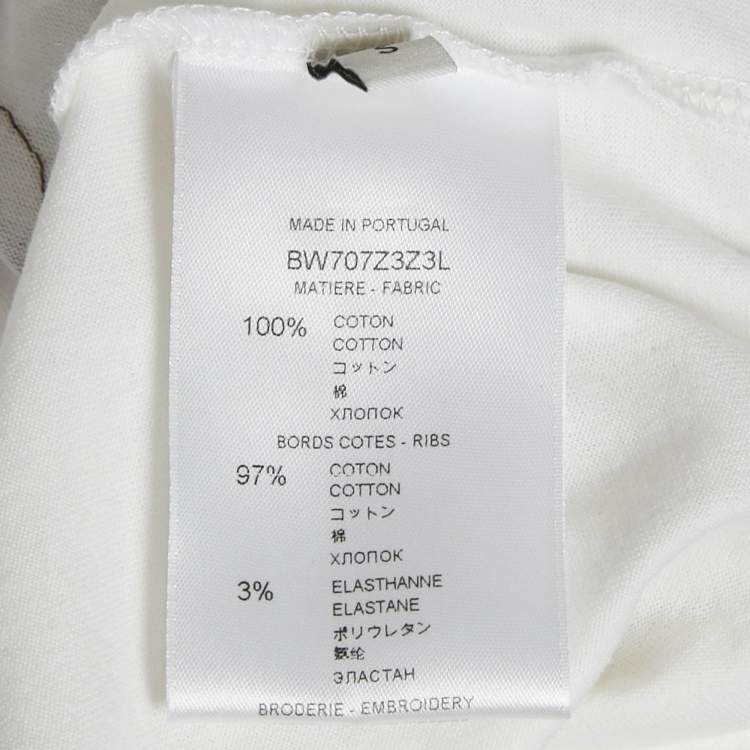 S
MADE IN PORTUGAL
BW707Z3Z3L
MATIERE - FABRIC
100% COTON
COTTON
コットン
棉
ХЛОПОК
BORDS COTES - RIBS
97% COTON
COTTON
コットン
棉
ХЛОПОК
3% ELASTHANNE
ELASTANE
ポリウレタン
氨纶
ЭЛАСТАН
BRODERIE - EMBROIDERY